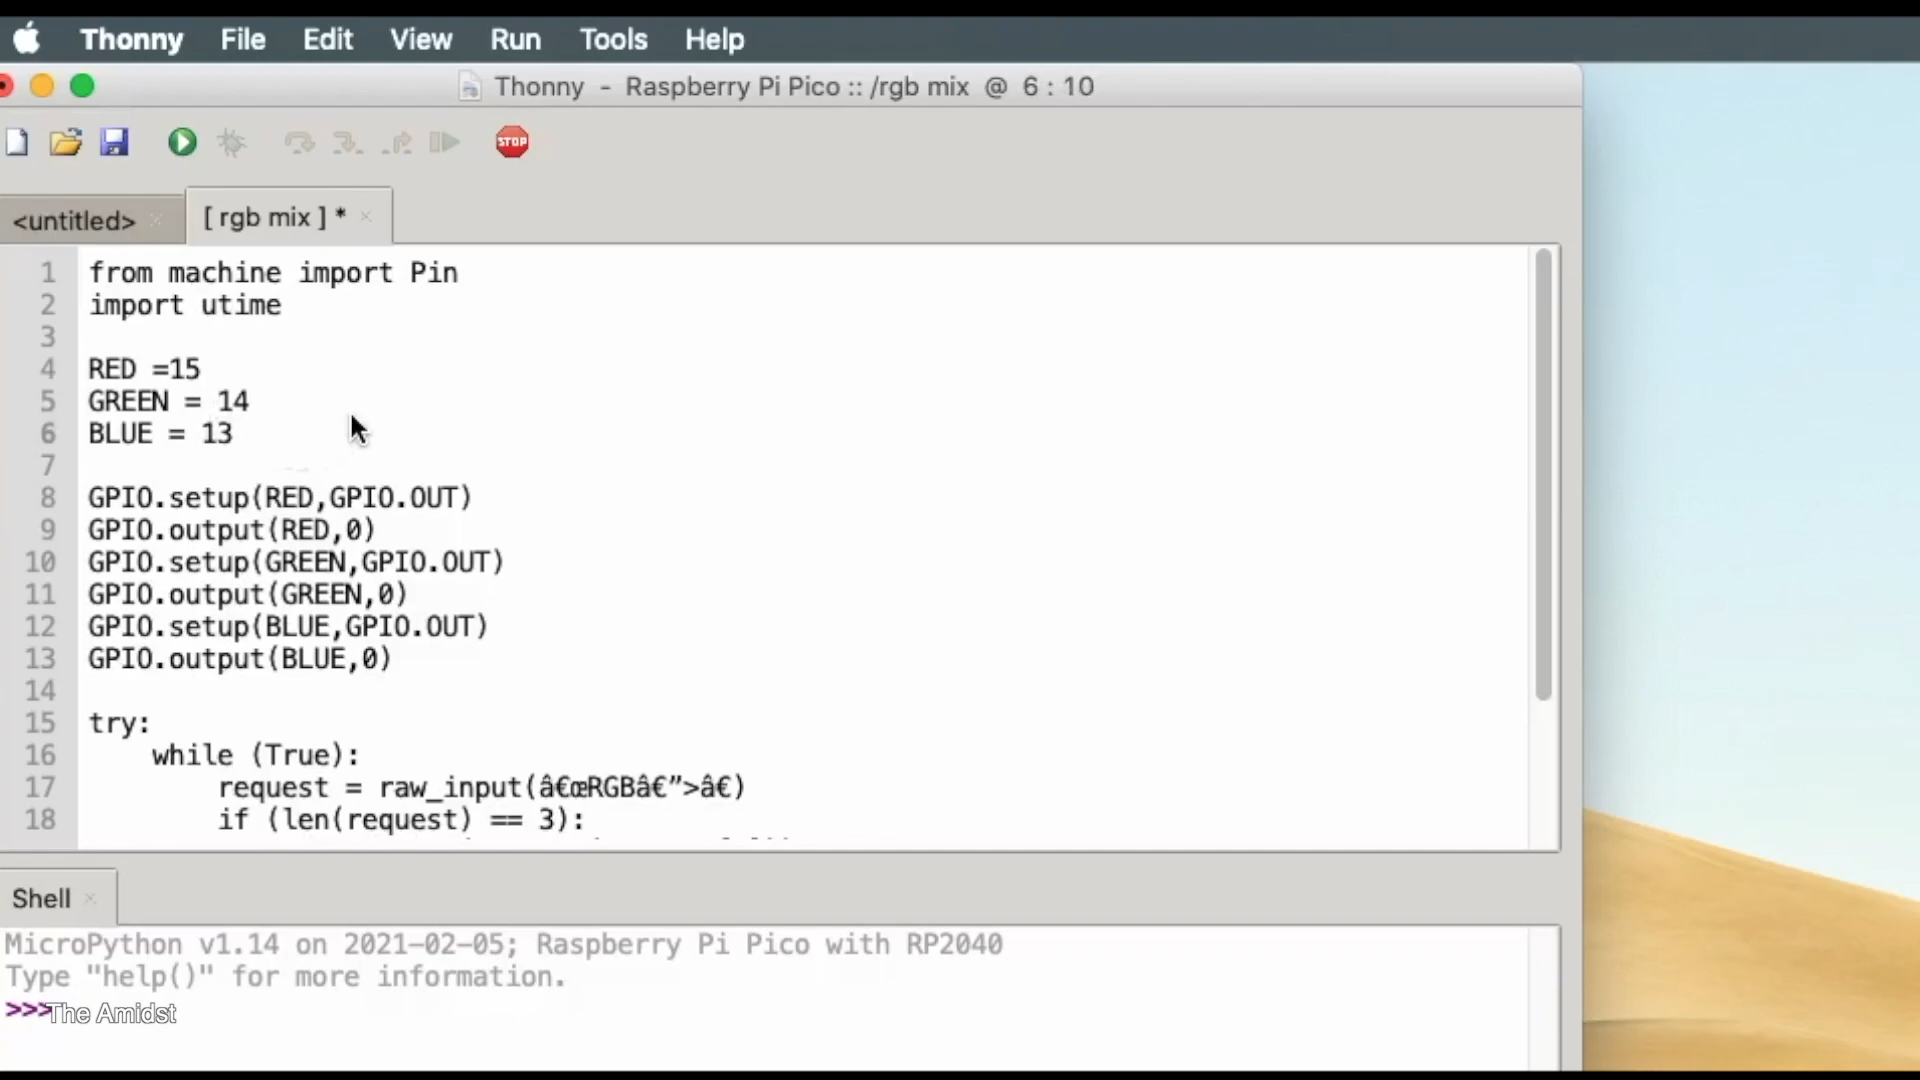 Thonny File Edit View Run Tools Help
Thonny - Raspberry Pi Pico :: /rgb mix @ 6 : 10
STOP
<untitled> [ rgb mix ] *
1 from machine import Pin
2 import utime
3
4 RED =15
5 GREEN = 14
6 BLUE = 13
7
8 GPIO.setup(RED,GPIO.OUT)
9 GPIO.output(RED,0)
10 GPIO.setup(GREEN,GPIO.OUT)
11 GPIO.output(GREEN,0)
12 GPIO.setup(BLUE,GPIO.OUT)
13 GPIO.output(BLUE,0)
14
15 try:
16 while (True):
17 request = raw_input(â€œRGBâ€”>â€)
18 if (len(request) == 3):
Shell
MicroPython v1.14 on 2021-02-05; Raspberry Pi Pico with RP2040
Type "help()" for more information.
>>>
The Amidst